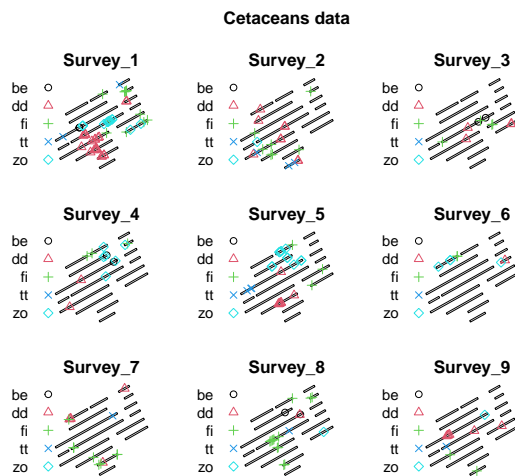 Cetaceans data
Survey_1
be
dd
fi
tt
zo
Survey_2
be
dd
fi
tt
zo
Survey_3
be
dd
fi
tt
zo
Survey_4
be
dd
fi
tt
zo
Survey_5
be
dd
fi
tt
zo
Survey_6
be
dd
fi
tt
zo
Survey_7
be
dd
fi
tt
zo
Survey_8
be
dd
fi
tt
zo
Survey_9
be
dd
fi
tt
zo